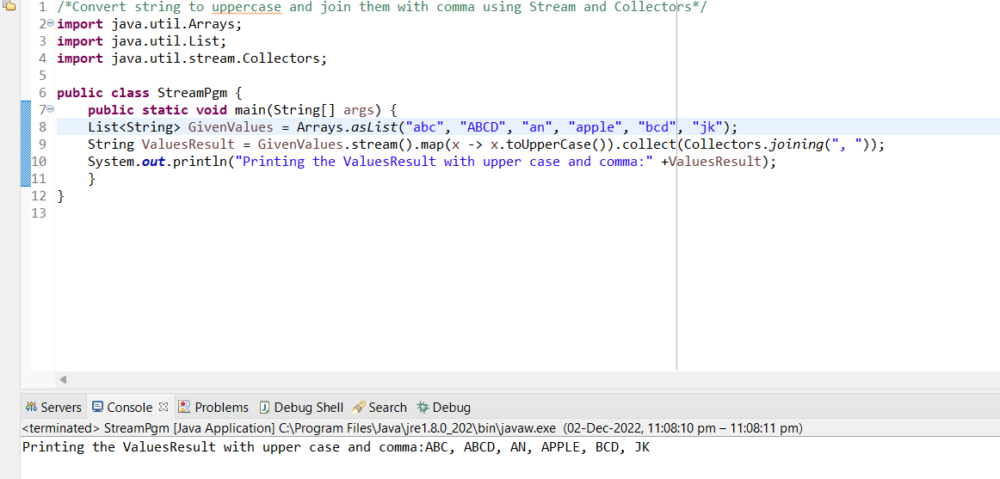 1 /*Convert string to uppercase and join them with comma using Stream and Collectors*/
2 import java.util.Arrays;
3 import java.util.List;
4 import java.util.stream.Collectors;
5
6 public class StreamPgm {
7 public static void main(String[] args) {
8 List<String> GivenValues = Arrays.asList("abc", "ABCD", "an", "apple", "bcd", "jk");
9 String ValuesResult = GivenValues.stream().map(x -> x.toUpperCase()).collect(Collectors.joining(", "));
10 System.out.println("Printing the ValuesResult with upper case and comma:" +ValuesResult);
11 }
12 }
13
Servers Console Problems Debug Shell Search Debug
<terminated> StreamPgm [Java Application] C:\Program Files\Java\jre1.8.0_202\bin\javaw.exe (02-Dec-2022, 11:08:10 pm – 11:08:11 pm)
Printing the ValuesResult with upper case and comma:ABC, ABCD, AN, APPLE, BCD, JK